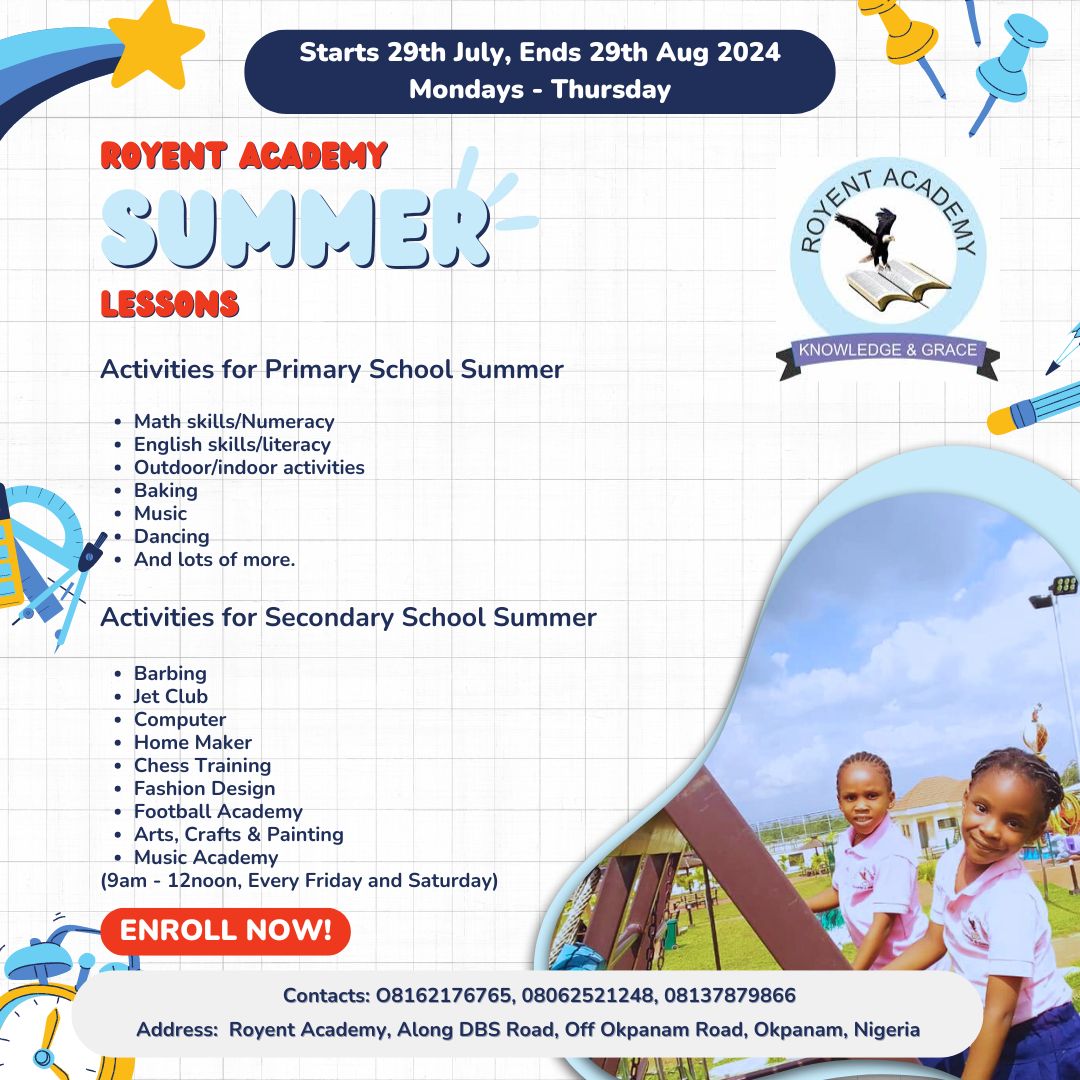 Starts 29th July, Ends 29th Aug 2024
Mondays - Thursday
ROYENT ACADEMY
SUMMER
LESSONS
ROYENT ACADEMY
KNOWLEDGE & GRACE
Activities for Primary School Summer
• Math skills/Numeracy
• English skills/literacy
• Outdoor/indoor activities
• Baking
• Music
• Dancing
• And lots of more.
Activities for Secondary School Summer
• Barbing
• Jet Club
• Computer
• Home Maker
• Chess Training
• Fashion Design
• Football Academy
• Arts, Crafts & Painting
• Music Academy
(9am - 12noon, Every Friday and Saturday)
ENROLL NOW!
Contacts: O8162176765, 08062521248, 08137879866
Address: Royent Academy, Along DBS Road, Off Okpanam Road, Okpanam, Nigeria